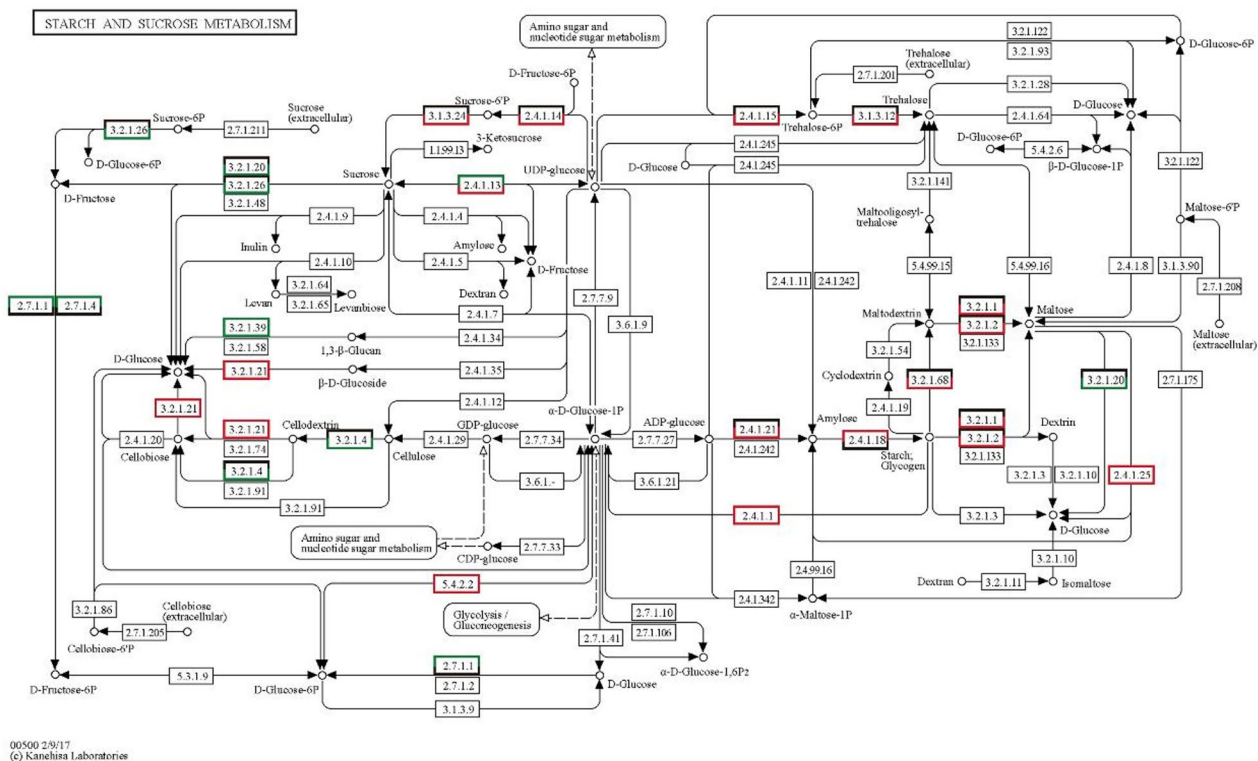 STARCH AND SUCROSE METABOLISM
Amino sugar and
nucleotide sugar metabolism
D-Fructose-6P
Sucrose-6'P
3.1.3.24
2.4.1.14
Sucrose-6P
Sucrose
(extracellular)
3.2.1.26
2.7.1.211
D-Glucose-6P
1.1.99.13
3-Ketosucrose
3.2.1.20
3.2.1.26
3.2.1.48
D-Fructose
Sucrose
2.4.1.13
UDP-glucose
2.4.1.9
Inulin
2.4.1.4
Amylose
2.4.1.10
Levan
3.2.1.64
3.2.1.65
Levanbiose
2.4.1.5
Dextran
D-Fructose
2.4.1.7
2.7.1.1
2.7.1.4
3.2.1.39
3.2.1.58
1,3-β-Glucan
2.4.1.34
D-Glucose
3.2.1.21
β-D-Glucoside
2.4.1.35
2.4.1.12
3.2.1.21
2.4.1.20
Cellobiose
3.2.1.21
3.2.1.74
3.2.1.4
3.2.1.91
Cellodextrin
3.2.1.4
Cellulose
2.4.1.29
GDP-glucose
2.7.7.34
α-D-Glucose-1P
3.2.1.91
3.6.1.-
Amino sugar and
nucleotide sugar metabolism
CDP-glucose
2.7.7.33
5.4.2.2
Glycolysis /
Gluconeogenesis
3.2.1.86
Cellobiose
(extracellular)
2.7.1.205
Cellobiose-6'P
2.7.1.41
2.7.1.10
2.7.1.106
α-D-Glucose-1,6P2
D-Fructose-6P
5.3.1.9
D-Glucose-6P
2.7.1.1
2.7.1.2
3.1.3.9
D-Glucose
2.7.7.9
3.6.1.9
3.2.1.122
3.2.1.93
D-Glucose-6P
Trehalose
(extracellular)
2.7.1.201
3.2.1.28
2.4.1.15
Trehalose-6P
3.1.3.12
Trehalose
2.4.1.64
D-Glucose
2.4.1.245
D-Glucose
2.4.1.245
D-Glucose-6P
5.4.2.6
β-D-Glucose-1P
3.2.1.122
3.2.1.141
Maltooligosyl-
trehalose
Maltose-6'P
5.4.99.15
5.4.99.16
2.4.1.8
3.1.3.90
2.7.1.208
2.4.1.11
2.4.1.242
Maltodextrin
3.2.1.1
3.2.1.2
3.2.1.133
Maltose
Maltose
(extracellular)
3.2.1.54
Cyclodextrin
3.2.1.68
3.2.1.20
2.7.1.175
2.4.1.19
ADP-glucose
2.7.7.27
2.4.1.21
2.4.1.242
Amylose
2.4.1.18
Starch;
Glycogen
3.2.1.1
3.2.1.2
3.2.1.133
Dextrin
3.6.1.21
3.2.1.3
3.2.1.10
2.4.1.25
2.4.1.1
3.2.1.3
D-Glucose
3.2.1.10
2.4.99.16
Dextran
3.2.1.11
Isomaltose
2.4.1.342
α-Maltose-1P
00500 2/9/17
(c) Kanehisa Laboratories